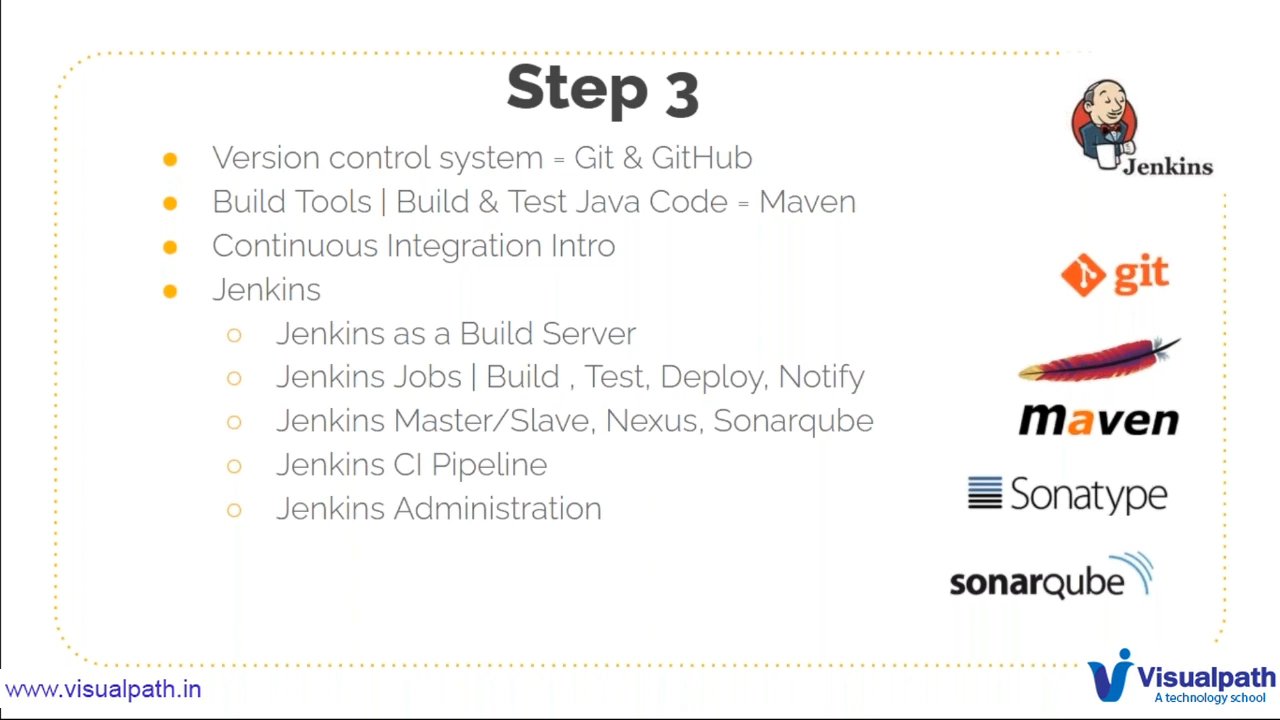 Step 3
Version control system = Git & GitHub
Build Tools | Build & Test Java Code = Maven
Continuous Integration Intro
Jenkins
Jenkins as a Build Server
Jenkins Jobs | Build , Test, Deploy, Notify
Jenkins Master/Slave, Nexus, Sonarqube
Jenkins CI Pipeline
Jenkins Administration
Jenkins
git
maven
Sonatype
sonarqube
www.visualpath.in
Visualpath
A technology school